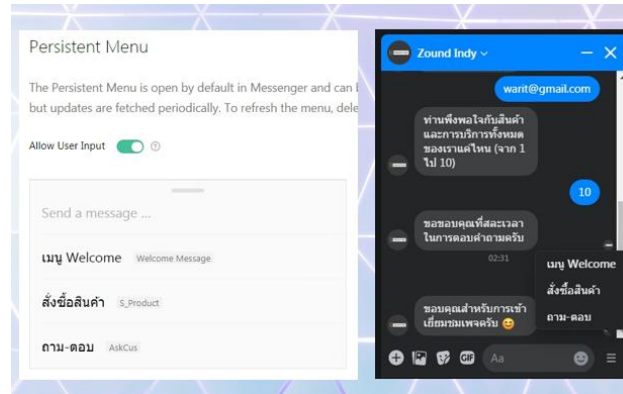 Persistent Menu
The Persistent Menu is open by default in Messenger and can
but updates are fetched periodically. To refresh the menu, dele
Allow User Input
Send a message ...
เมนู Welcome Welcome Message
สั่งซื้อสินค้า S_Product
ถาม-ตอบ AskCus
Zound Indy
warit@gmail.com
ท่านพึงพอใจกับสินค้า
และการบริการทั้งหมด
ของเราแค่ไหน (จาก 1
ไป 10)
10
ขอขอบคุณที่สละเวลา
ในการตอบคำถามครับ
02:31
เมนู Welcome
สั่งซื้อสินค้า
ถาม-ตอบ
ขอบคุณสำหรับการเข้า
เยี่ยมชมเพจครับ 😊
GIF
Aa